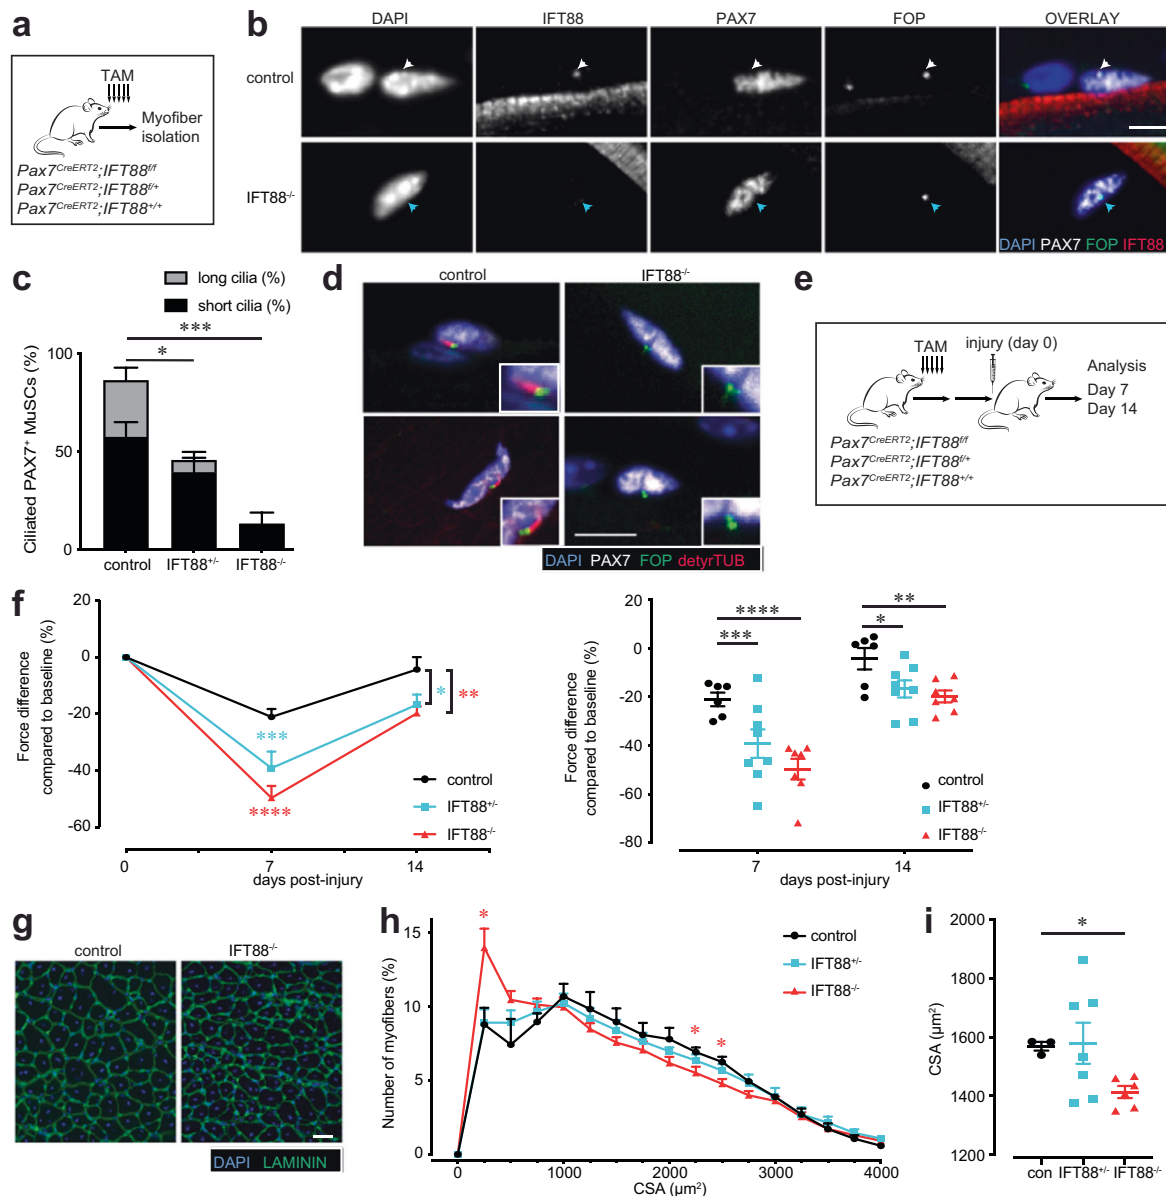 a
TAM
Myofiber
isolation
Pax7CreERT2;IFT88f/f
Pax7CreERT2;IFT88f/+
Pax7CreERT2;IFT88+/+
b
DAPI IFT88 PAX7 FOP OVERLAY
control
IFT88-/-
DAPI PAX7 FOP IFT88
c
long cilia (%)
short cilia (%)
***
*
Ciliated PAX7+ MuSCs (%)
100
50
0
control IFT88+/- IFT88-/-
d
control IFT88-/-
DAPI PAX7 FOP detyrTUB
e
TAM injury (day 0)
Analysis
Day 7
Day 14
Pax7CreERT2;IFT88f/f
Pax7CreERT2;IFT88f/+
Pax7CreERT2;IFT88+/+
f
Force difference
compared to baseline (%)
20
0
-20
-40
-60
***
****
* **
control
IFT88+/-
IFT88-/-
0 7 14
days post-injury
Force difference
compared to baseline (%)
20
0
-20
-40
-60
-80
****
***
**
*
control
IFT88+/-
IFT88-/-
7 14
days post-injury
g
control IFT88-/-
DAPI LAMININ
h
Number of myofibers (%)
15
10
5
0
*
* *
control
IFT88+/-
IFT88-/-
0 1000 2000 3000 4000
CSA (µm2)
i
CSA (µm2)
2000
1800
1600
1400
1200
*
con IFT88+/- IFT88-/-